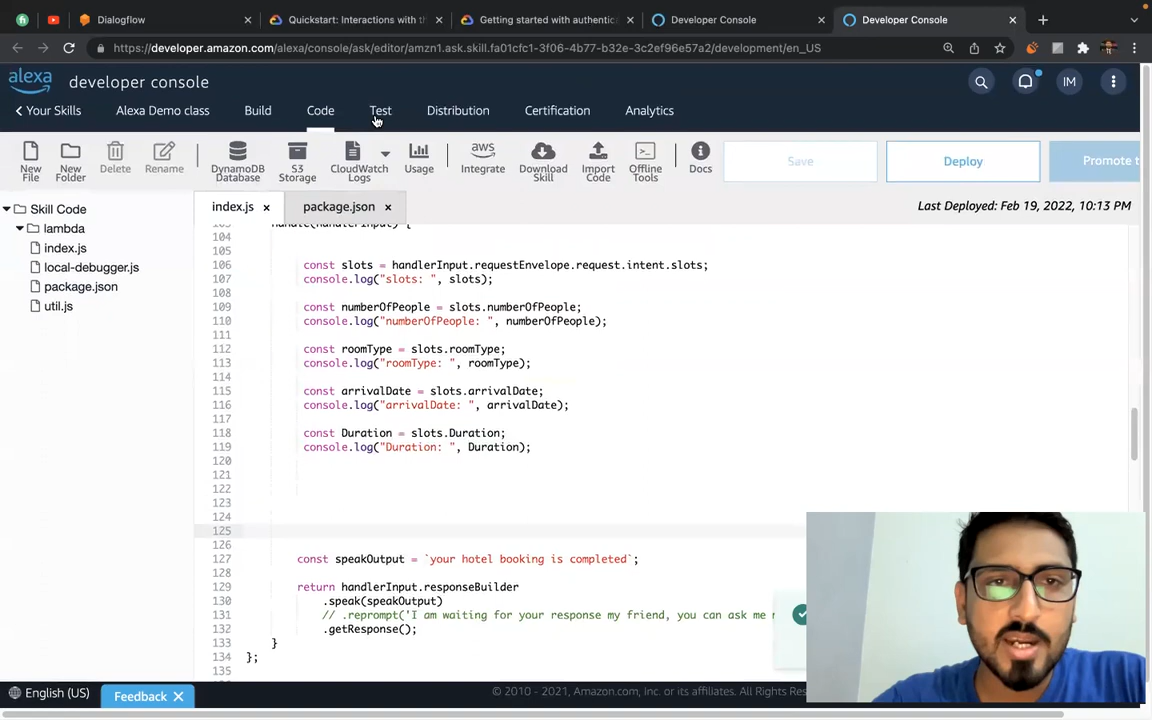 Dialogflow
Quickstart: Interactions with th
Getting started with authentic
Developer Console
Developer Console
https://developer.amazon.com/alexa/console/ask/editor/amzn1.ask.skill.fa01cfc1-3f06-4b77-b32e-3c2ef96e57a2/development/en_US
alexa
developer console
IM
Your Skills
Alexa Demo class
Build
Code
Test
Distribution
Certification
Analytics
New File
New Folder
Delete
Rename
DynamoDB Database
S3 Storage
CloudWatch Logs
Usage
aws
Integrate
Download Skill
Import Code
Offline Tools
Docs
Save
Deploy
Promote t
Skill Code
lambda
index.js
local-debugger.js
package.json
util.js
index.js
package.json
Last Deployed: Feb 19, 2022, 10:13 PM
103 handle(handlerInput) {
104
105
106 const slots = handlerInput.requestEnvelope.request.intent.slots;
107 console.log("slots: ", slots);
108
109 const numberOfPeople = slots.numberOfPeople;
110 console.log("numberOfPeople: ", numberOfPeople);
111
112 const roomType = slots.roomType;
113 console.log("roomType: ", roomType);
114
115 const arrivalDate = slots.arrivalDate;
116 console.log("arrivalDate: ", arrivalDate);
117
118 const Duration = slots.Duration;
119 console.log("Duration: ", Duration);
120
121
122
123
124
125
126
127 const speakOutput = `your hotel booking is completed`;
128
129 return handlerInput.responseBuilder
130 .speak(speakOutput)
131 // .reprompt('I am waiting for your response my friend, you can ask me
132 .getResponse();
133 }
134 };
135
English (US)
Feedback
© 2010 - 2021, Amazon.com, Inc. or its affiliates. All Rights Res